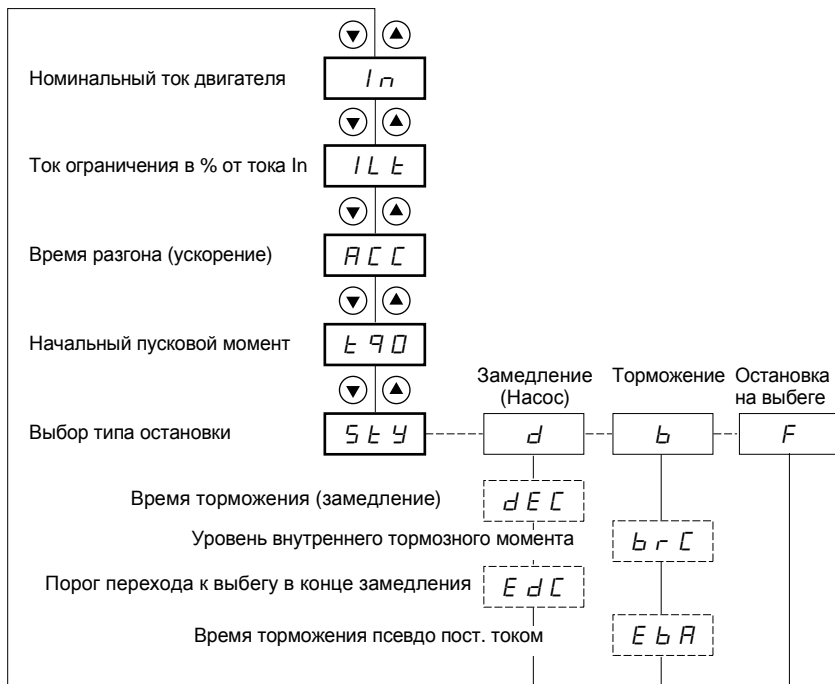 Номинальный ток двигателя
In
Ток ограничения в % от тока In
ILt
Время разгона (ускорение)
ACC
Начальный пусковой момент
tq0
Замедление
(Насос)
Торможение
Остановка
на выбеге
Выбор типа остановки
StY
d
b
F
Время торможения (замедление)
dEC
Уровень внутреннего тормозного момента
brC
Порог перехода к выбегу в конце замедления
EdC
Время торможения псевдо пост. током
EbA